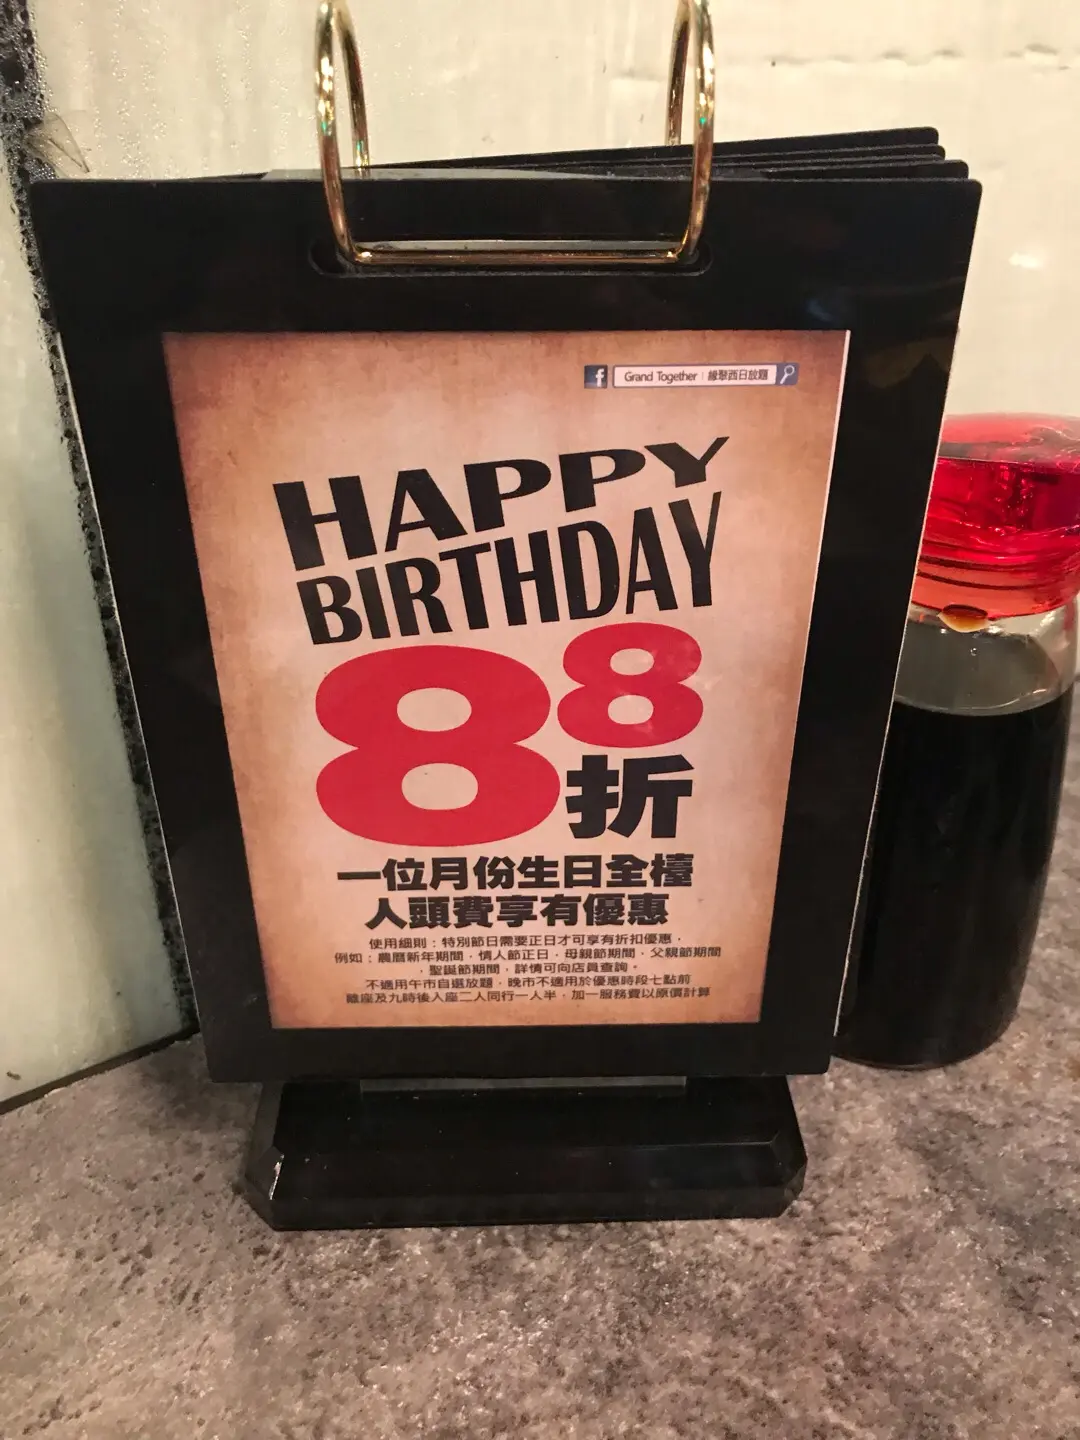 f Grand Together | 緣聚西日放題
HAPPY
BIRTHDAY
88折
一位月份生日全檯
人頭費享有優惠
使用細則：特別節日需要正日才可享有折扣優惠，
例如：農曆新年期間，情人節正日，母親節期間，父親節期間
，聖誕節期間，詳情可向店員查詢。
不適用午市自選放題，晚市不適用於優惠時段七點前
離座及九時後入座二人同行一人半，加一服務費以原價計算